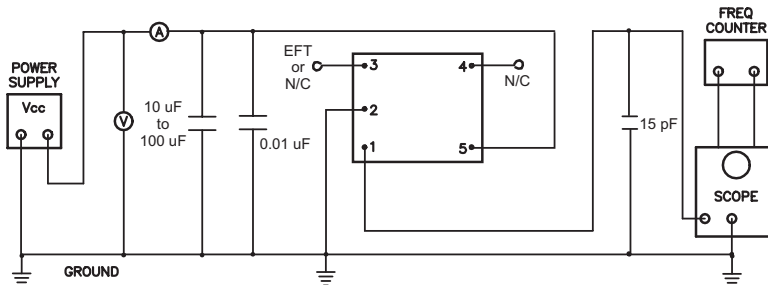 FREQ
COUNTER
POWER
SUPPLY
Vcc
A
V
10 uF
to
100 uF
0.01 uF
EFT
or
N/C
3
2
1
4
5
N/C
15 pF
SCOPE
GROUND